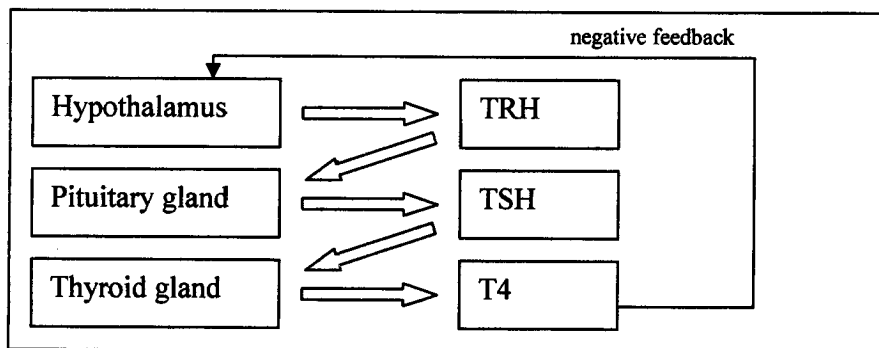 negative feedback
Hypothalamus
TRH
Pituitary gland
TSH
Thyroid gland
T4